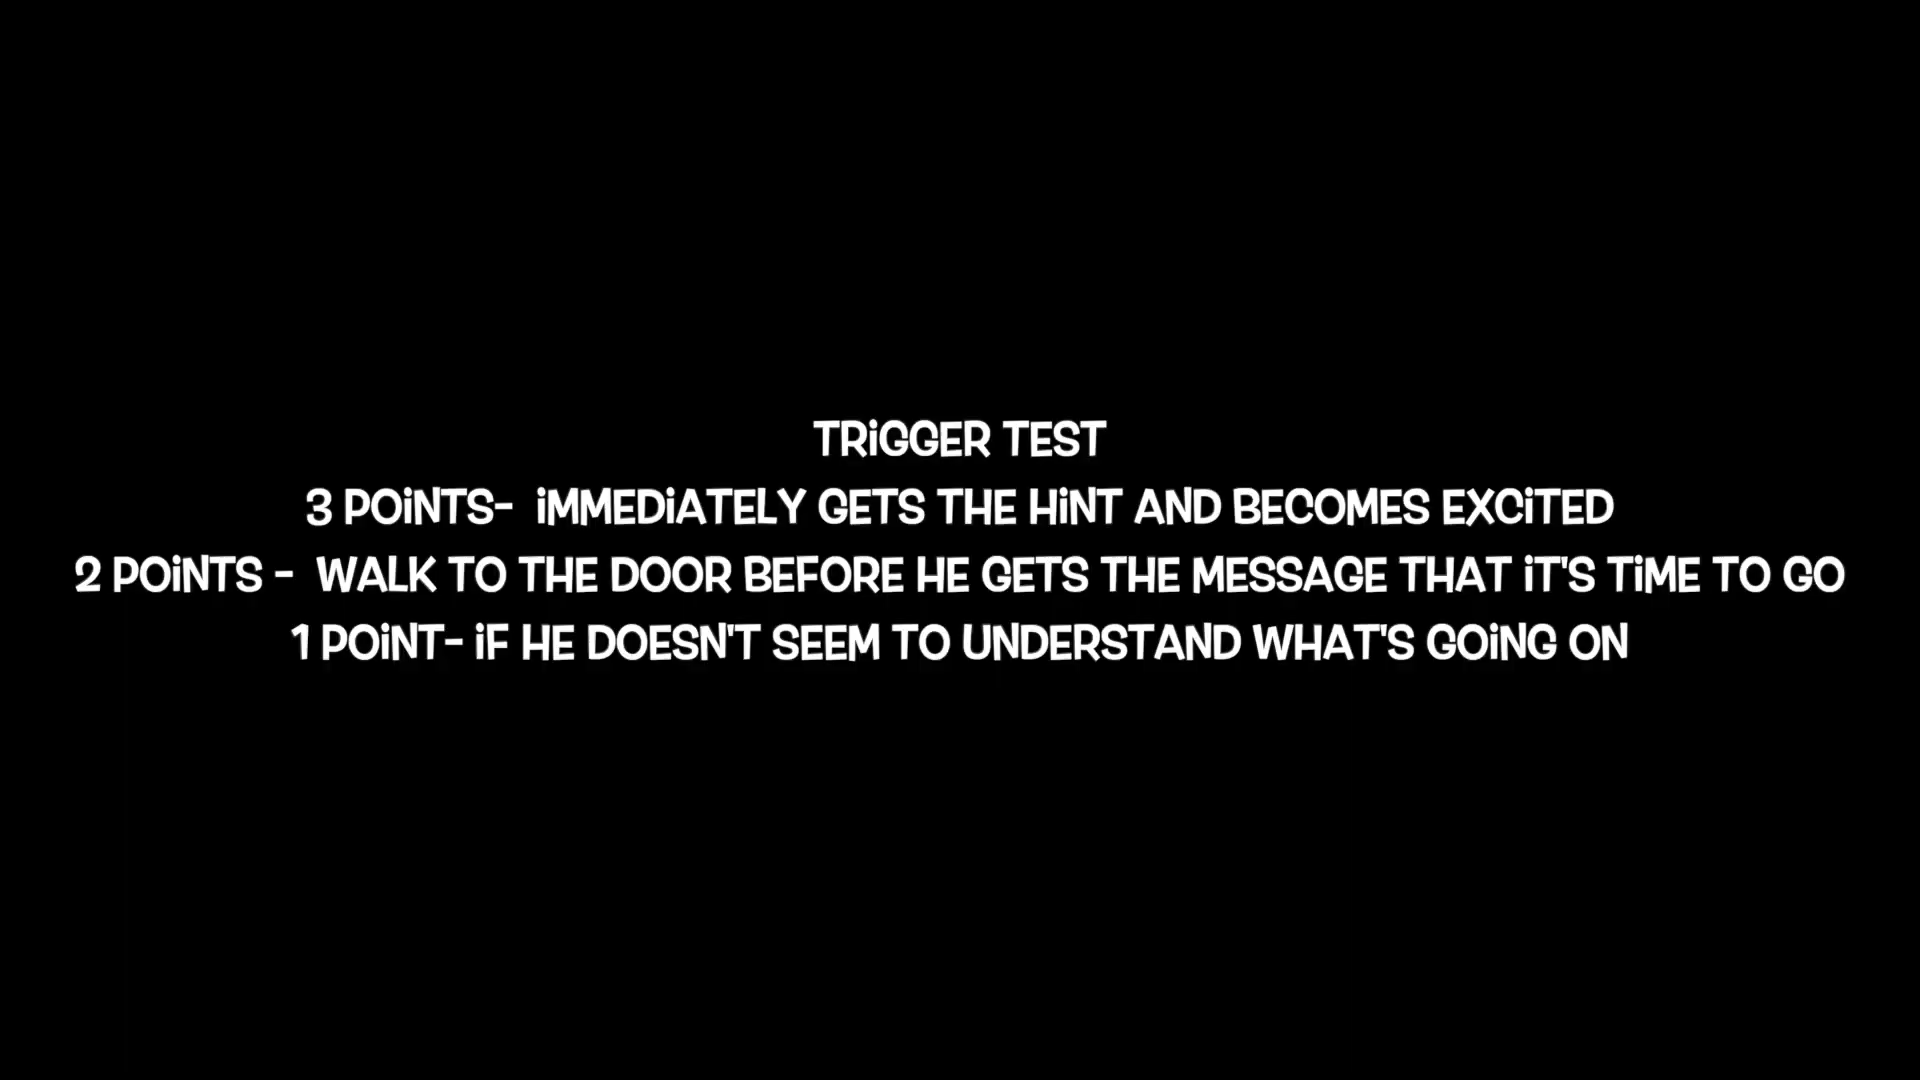 TRiGGER TEST
3 POiNTS-  iMMEDiATELY GETS THE HiNT AND BECOMES EXCiTED
2 POiNTS -  WALK TO THE DOOR BEFORE HE GETS THE MESSAGE THAT iT'S TiME TO GO
1 POiNT- iF HE DOESN'T SEEM TO UNDERSTAND WHAT'S GOiNG ON